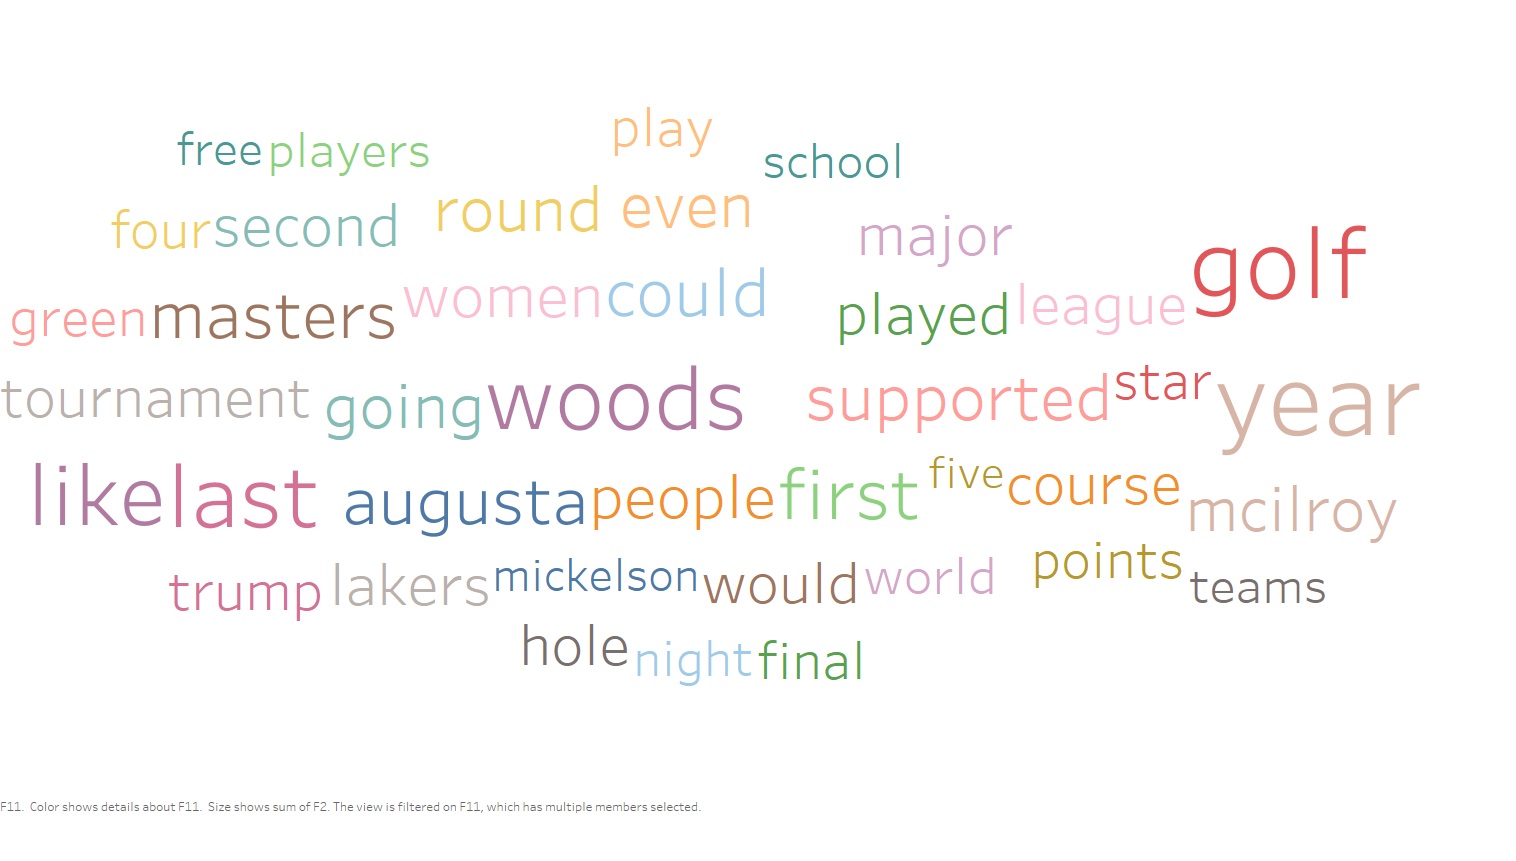 play
free players school
four second round even major golf
green masters women could played league
tournament going woods supported star year
like last augusta people first five course mcilroy
trump lakers mickelson would world points teams
hole night final
F11. Color shows details about F11. Size shows sum of F2. The view is filtered on F11, which has multiple members selected.